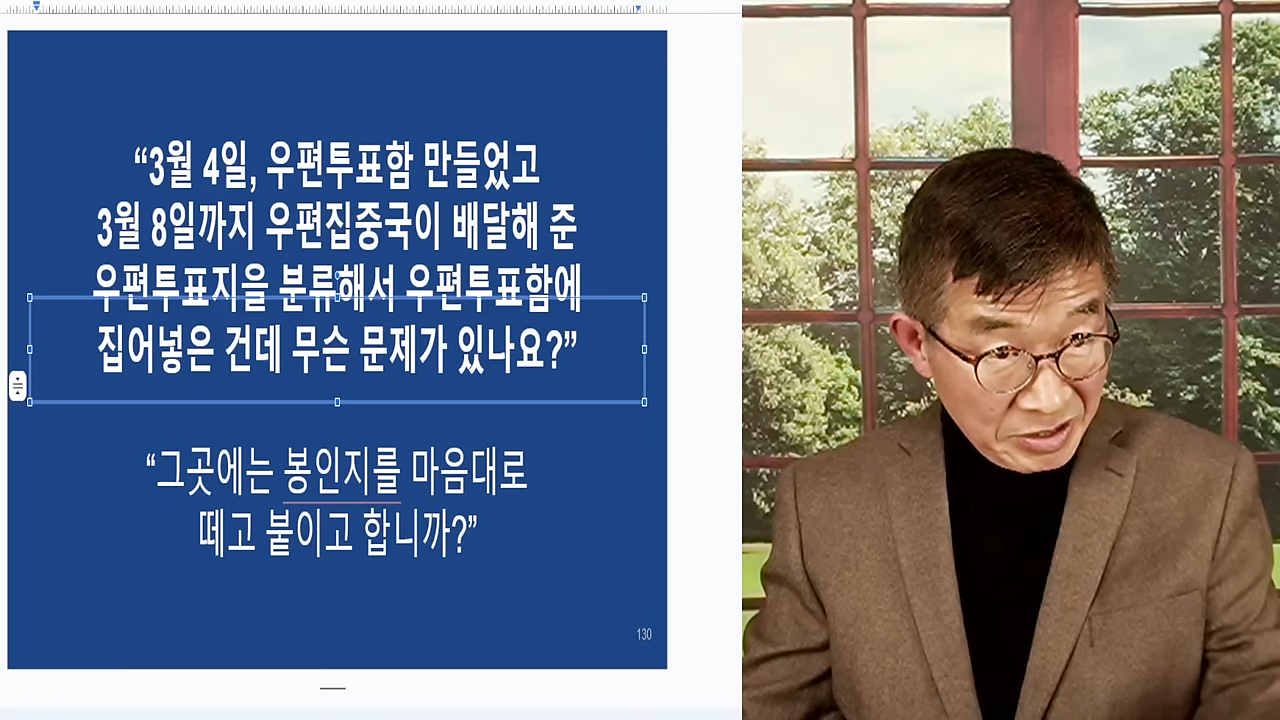 “3월 4일, 우편투표함 만들었고
3월 8일까지 우편집중국이 배달해 준
우편투표지을 분류해서 우편투표함에
집어넣은 건데 무슨 문제가 있나요?”
“그곳에는 봉인지를 마음대로
떼고 붙이고 합니까?”
130